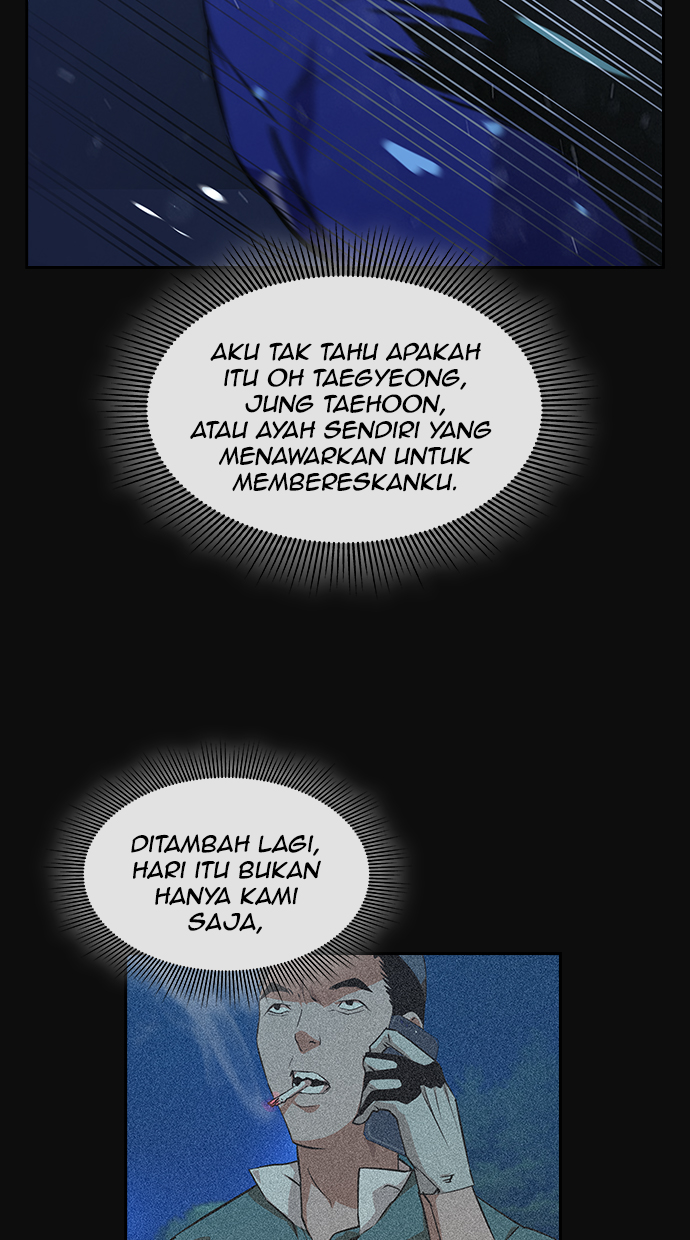 AKU TAK TAHU APAKAH
ITU OH TAEGYEONG,
JUNG TAEHOON,
ATAU AYAH SENDIRI YANG
MENAWARKAN UNTUK
MEMBERESKANKU.
DITAMBAH LAGI,
HARI ITU BUKAN
HANYA KAMI
SAJA,